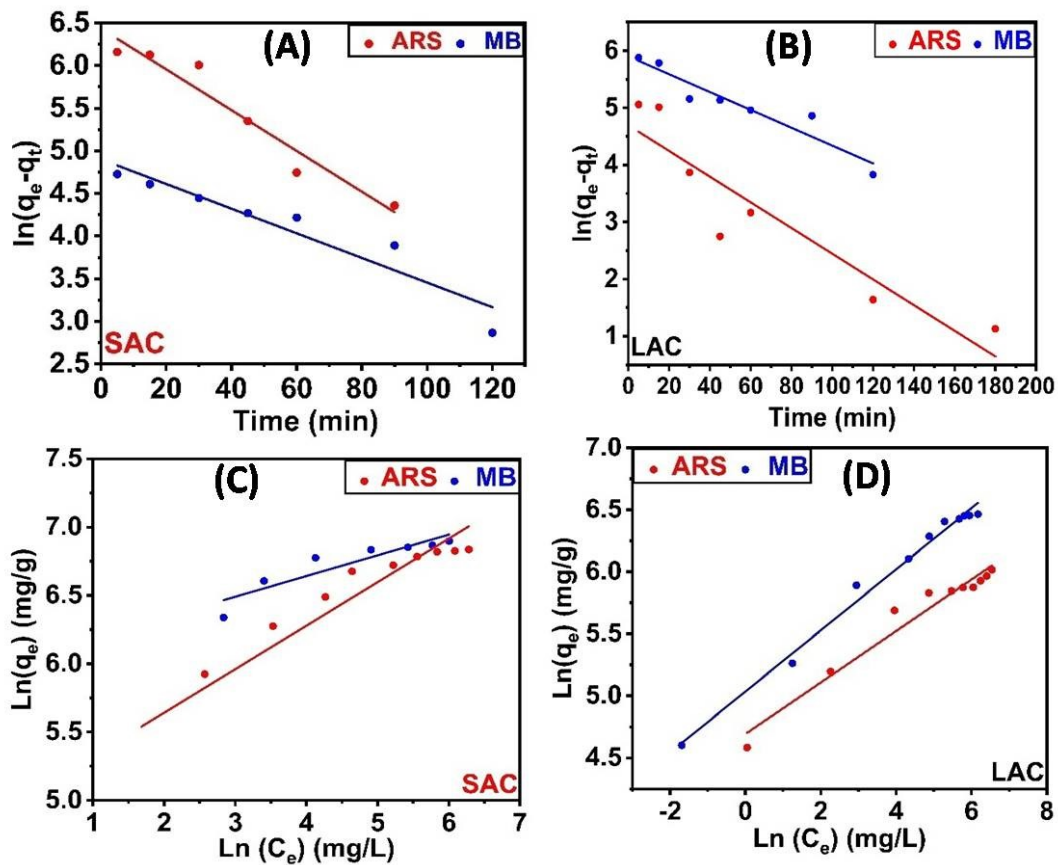 (A)
ARS MB
6.5
6.0
5.5
5.0
4.5
4.0
3.5
3.0
2.5
ln(qₑ-qₜ)
SAC
0 20 40 60 80 100 120
Time (min)
(B)
ARS MB
6
5
4
3
2
1
ln(qₑ-qₜ)
LAC
0 20 40 60 80 100 120 140 160 180 200
Time (min)
(C)
ARS MB
7.5
7.0
6.5
6.0
5.5
5.0
Ln(qₑ) (mg/g)
SAC
1 2 3 4 5 6 7
Ln (Cₑ) (mg/L)
(D)
ARS MB
7.0
6.5
6.0
5.5
5.0
4.5
Ln(qₑ) (mg/g)
LAC
-2 0 2 4 6 8
Ln (Cₑ) (mg/L)